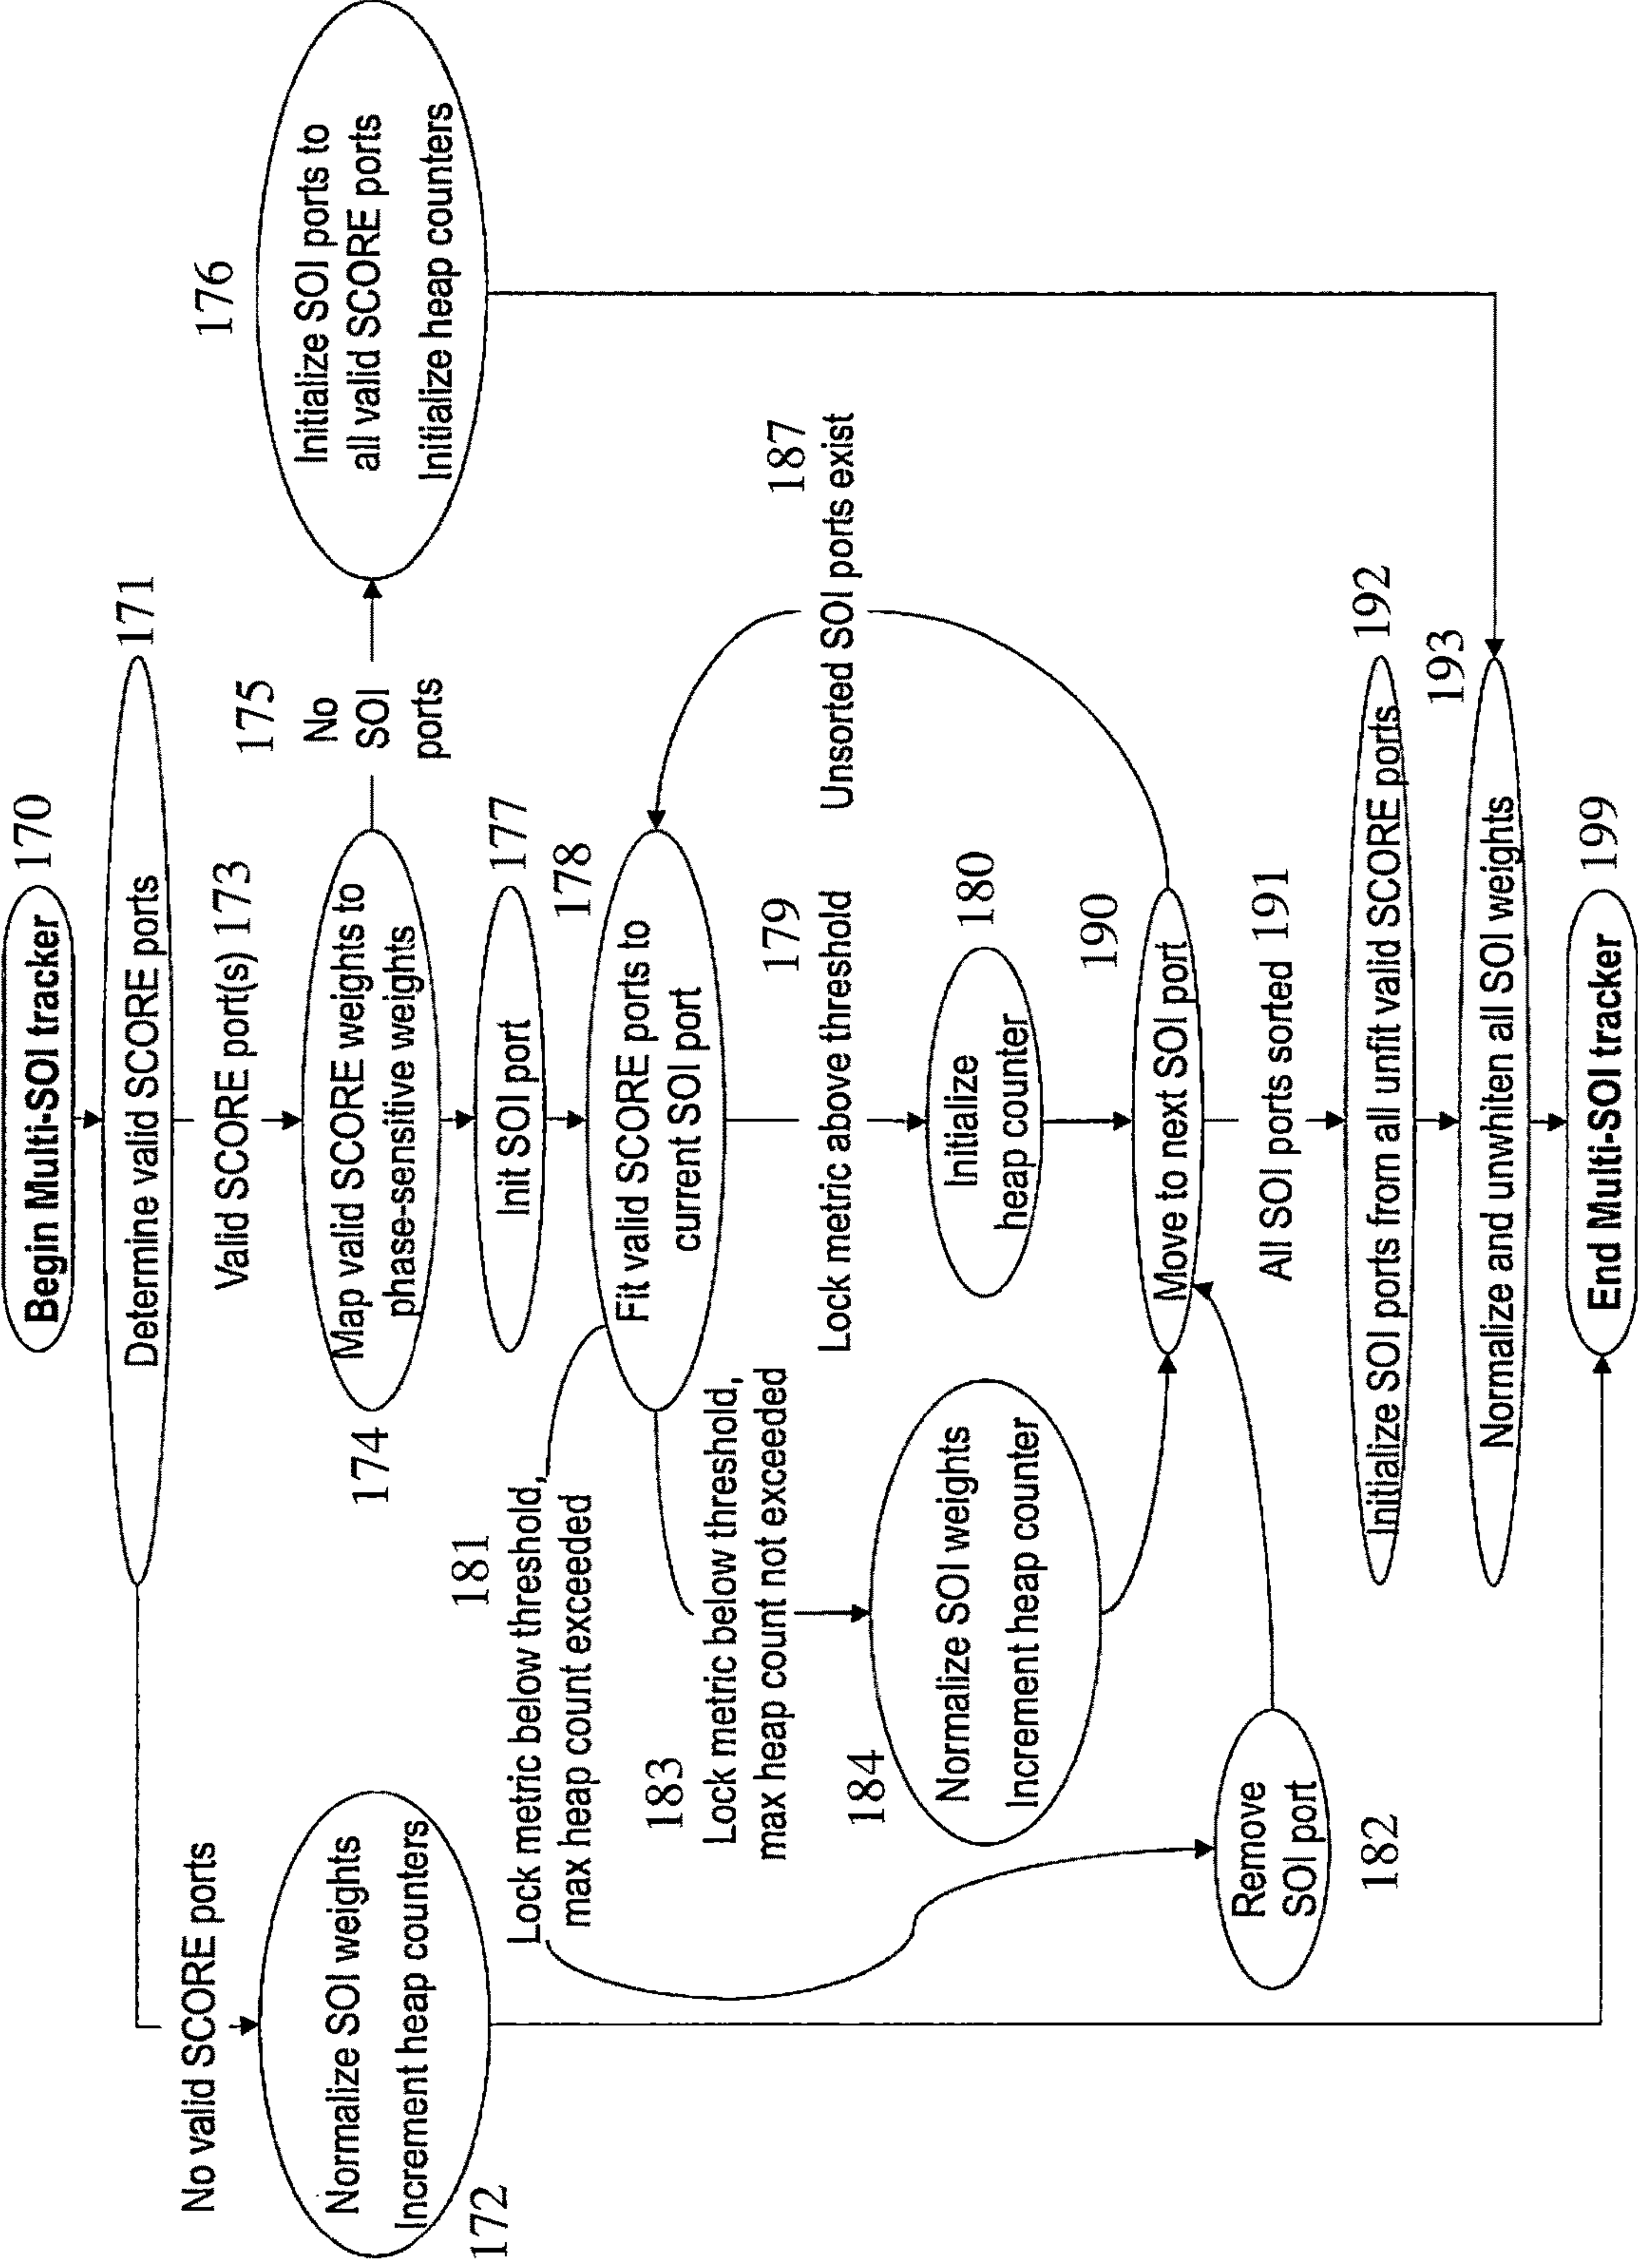 Begin Multi-SOI tracker 170
Determine valid SCORE ports 171
No valid SCORE ports
Valid SCORE port(s) 173
Normalize SOI weights
Increment heap counters
172
174
Map valid SCORE weights to
phase-sensitive weights
175
No
SOI
ports
176
Initialize SOI ports to
all valid SCORE ports
Initialize heap counters
Init SOI port 177
178
Fit valid SCORE ports to
current SOI port
181
Lock metric below threshold,
max heap count exceeded
183
Lock metric below threshold,
max heap count not exceeded
179
Lock metric above threshold
187
Unsorted SOI ports exist
184
Normalize SOI weights
Increment heap counter
Initialize
heap counter
180
190
Move to next SOI port
Remove
SOI port
182
All SOI ports sorted 191
Initialize SOI ports from all unfit valid SCORE ports
192
193
Normalize and unwhiten all SOI weights
End Multi-SOI tracker 199